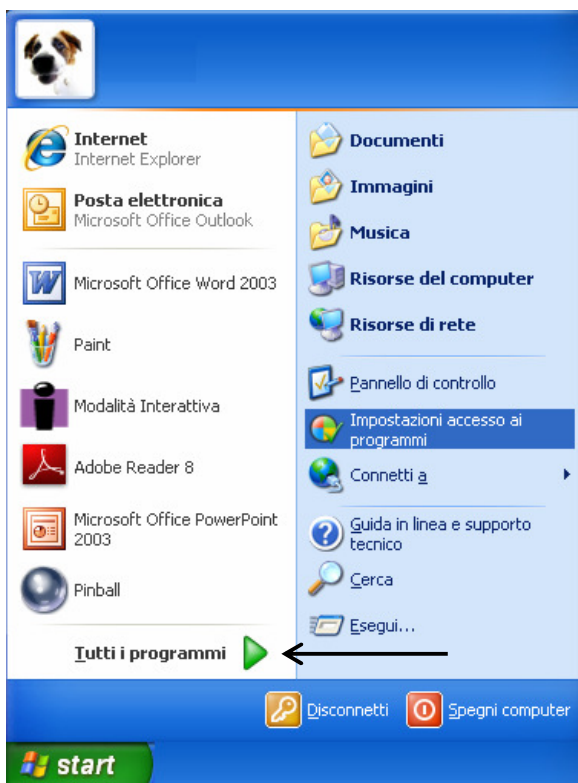 Internet
Internet Explorer
Posta elettronica
Microsoft Office Outlook
Microsoft Office Word 2003
Paint
Modalità Interattiva
Adobe Reader 8
Microsoft Office PowerPoint
2003
Pinball
Tutti i programmi
Documenti
Immagini
Musica
Risorse del computer
Risorse di rete
Pannello di controllo
Impostazioni accesso ai
programmi
Connetti a
Guida in linea e supporto
tecnico
Cerca
Esegui...
Disconnetti
Spegni computer
start